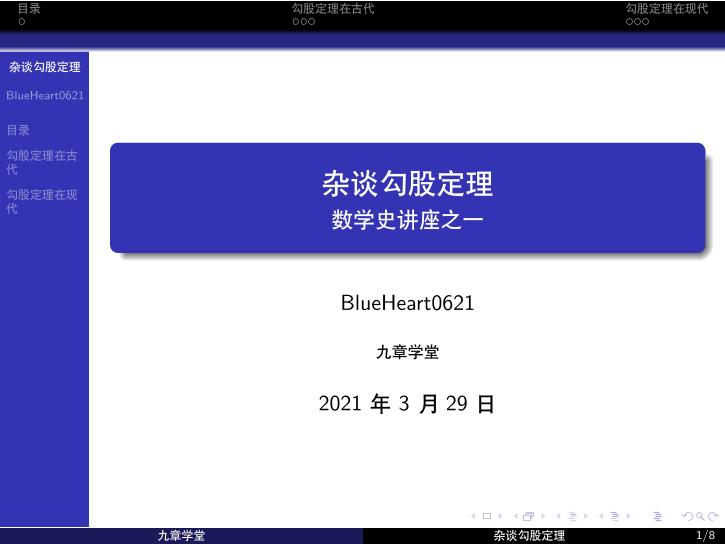 目录
勾股定理在古代
勾股定理在现代
杂谈勾股定理
BlueHeart0621
目录
勾股定理在古
代
勾股定理在现
代
杂谈勾股定理
数学史讲座之一
BlueHeart0621
九章学堂
2021 年 3 月 29 日
九章学堂
杂谈勾股定理
1/8